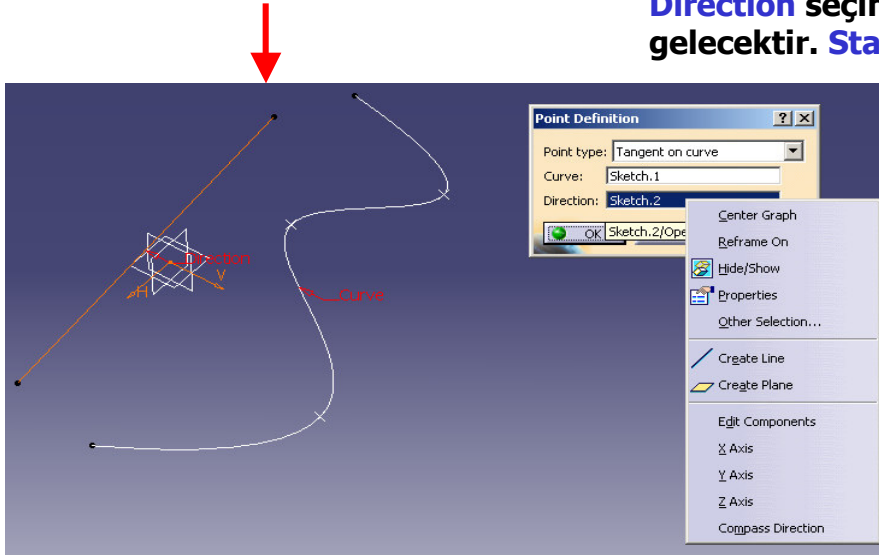 Direction seçin
gelecektir. Sta
Point Definition
Point type: Tangent on curve
Curve: Sketch.1
Direction: Sketch.2
OK Sketch.2/Ope
Center Graph
Reframe On
Hide/Show
Properties
Other Selection...
Create Line
Create Plane
Edit Components
X Axis
Y Axis
Z Axis
Compass Direction
Direction
V
H
Curve